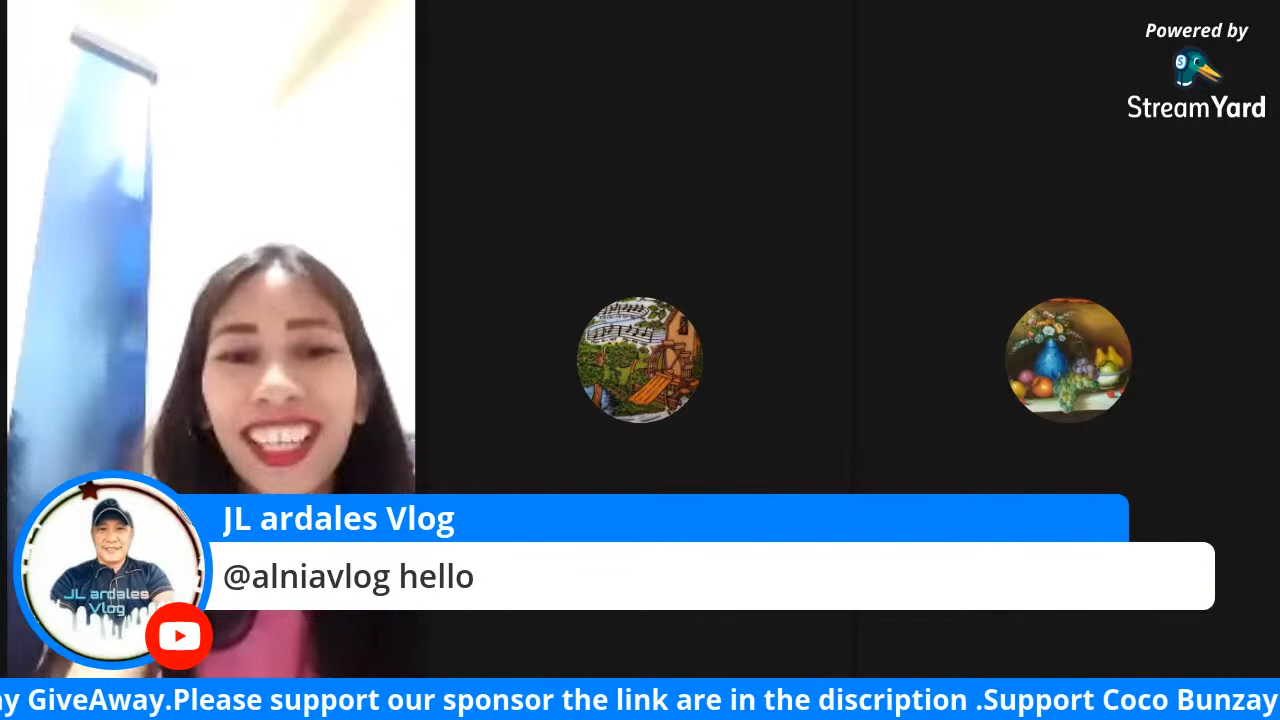 Powered by
StreamYard
JL ardales Vlog
@alniavlog hello
JL ardales
Vlog
y GiveAway.Please support our sponsor the link are in the discription .Support Coco Bunzay